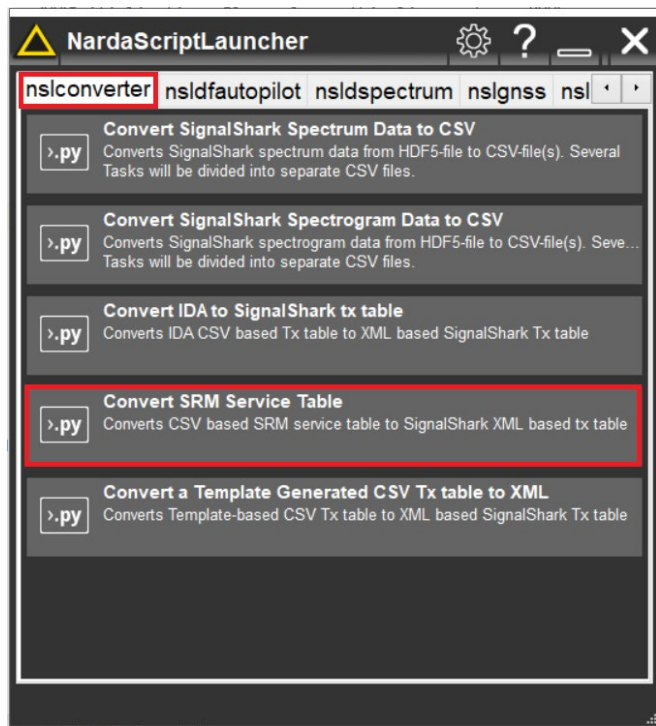 NardaScriptLauncher ?
nslconverter nsldfautopilot nsldspectrum nslgnss nsl
Convert SignalShark Spectrum Data to CSV
>.py
Converts SignalShark spectrum data from HDF5-file to CSV-file(s). Several
Tasks will be divided into separate CSV files.
Convert SignalShark Spectrogram Data to CSV
>.py
Converts SignalShark spectrogram data from HDF5-file to CSV-file(s). Seve...
Tasks will be divided into separate CSV files.
Convert IDA to SignalShark tx table
>.py
Converts IDA CSV based Tx table to XML based SignalShark Tx table
Convert SRM Service Table
>.py
Converts CSV based SRM service table to SignalShark XML based tx table
Convert a Template Generated CSV Tx table to XML
>.py
Converts Template-based CSV Tx table to XML based SignalShark Tx table